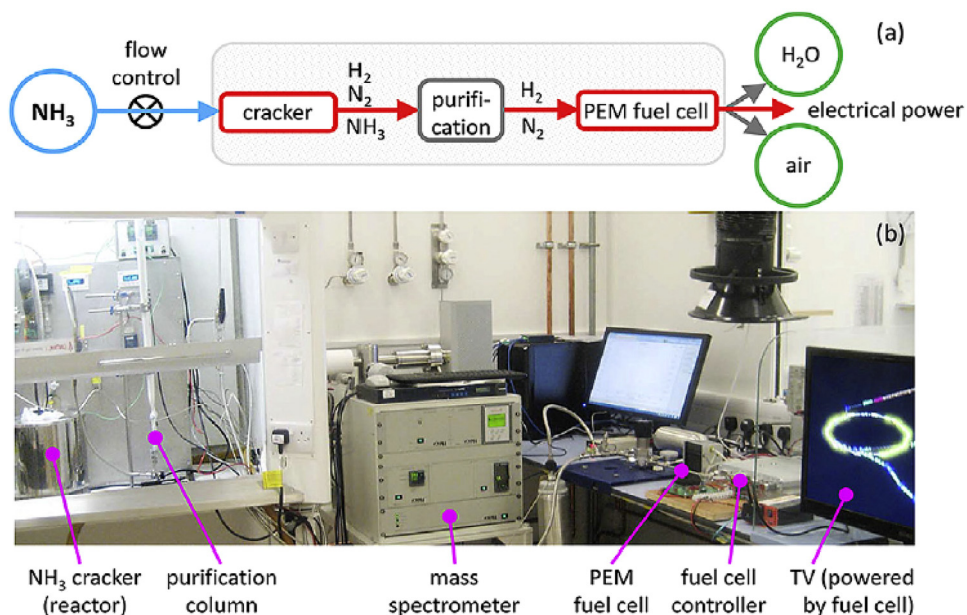 (a)
flow
control
NH₃
cracker
H₂
N₂
NH₃
purifi-
cation
H₂
N₂
PEM fuel cell
H₂O
electrical power
air
(b)
NH₃ cracker
(reactor)
purification
column
mass
spectrometer
PEM
fuel cell
fuel cell
controller
TV (powered
by fuel cell)